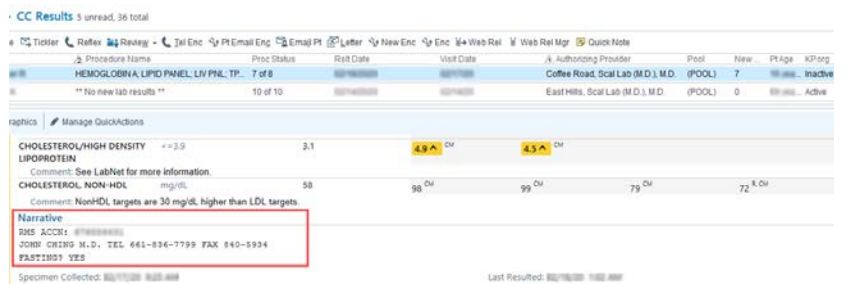 CC Results 5 unread, 36 total
Tickler Reflex Review - Tel Enc Pt Email Enc Email Pt Letter New Enc Enc Web Rel Web Rel Mgr Quick Note
Procedure Name Proc Status Rslt Date Visit Date Authorizing Provider Pool New... Pt Age KP org
HEMOGLOBIN A; LIPID PANEL; LIV PNL; TP... 7 of 8 Coffee Road, Scal Lab (M.D.), M.D. (POOL) 7 Inactive
** No new lab results ** 10 of 10 East Hills, Scal Lab (M.D.), M.D. (POOL) 0 Active
raphics Manage QuickActions
CHOLESTEROL/HIGH DENSITY LIPOPROTEIN <=3.9 3.1 4.9 ^ CM 4.5 ^ CM
Comment: See LabNet for more information.
CHOLESTEROL, NON-HDL mg/dL 58 98 CM 99 CM 79 CM 72 R, CM
Comment: NonHDL targets are 30 mg/dL higher than LDL targets.
Narrative
RMS ACCN:
JOHN CHING M.D. TEL 661-836-7799 FAX 840-5934
FASTING? YES
Specimen Collected: Last Resulted: